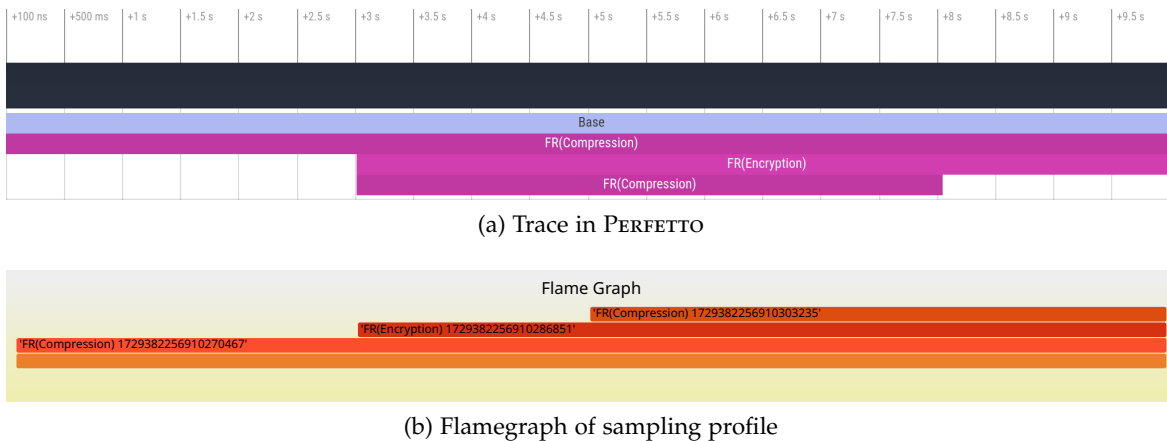 +100 ns +500 ms +1 s +1.5 s +2 s +2.5 s +3 s +3.5 s +4 s +4.5 s +5 s +5.5 s +6 s +6.5 s +7 s +7.5 s +8 s +8.5 s +9 s +9.5 s
Base
FR(Compression)
FR(Encryption)
FR(Compression)
(a) Trace in PERFETTO
Flame Graph
'FR(Compression) 1729382256910303235'
'FR(Encryption) 1729382256910286851'
'FR(Compression) 1729382256910270467'
(b) Flamegraph of sampling profile